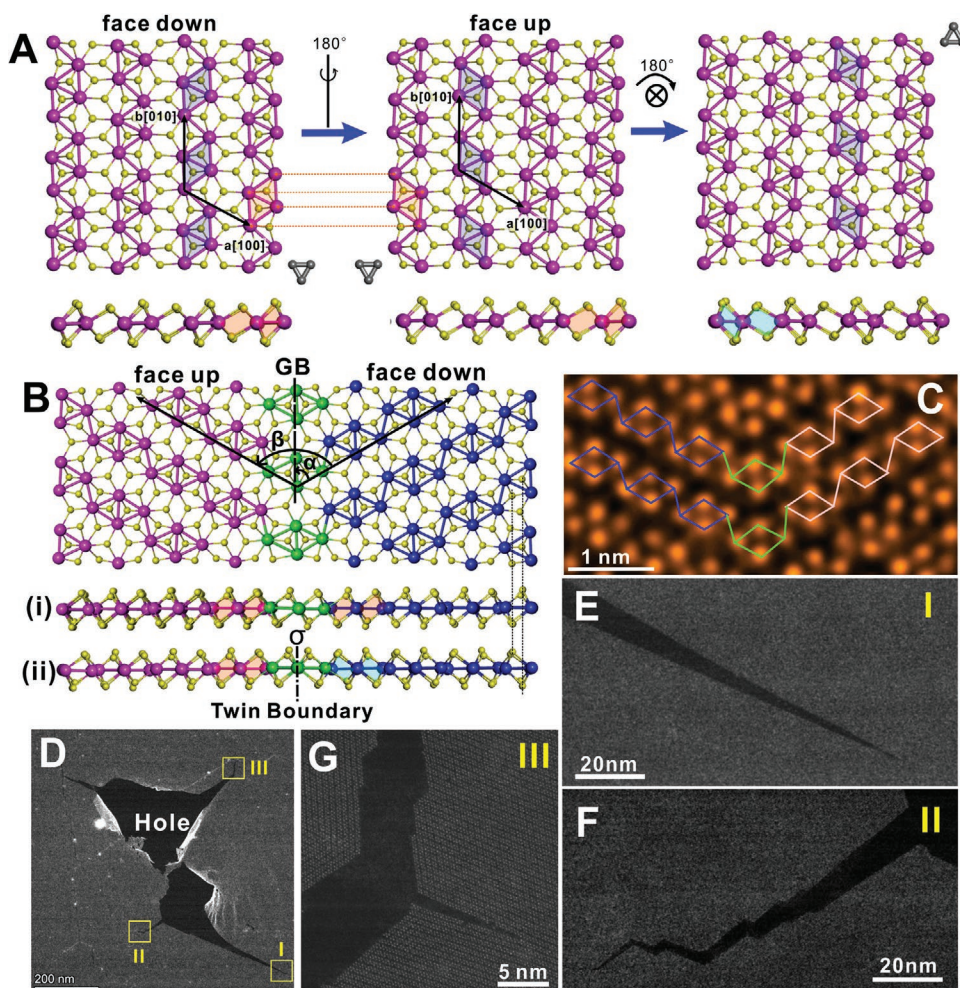 face down
face up
A
180°
180°
b[010]
b[010]
a[100]
a[100]
B
face up
GB
face down
β
α
C
1 nm
(i)
(ii)
σ
Twin Boundary
E
I
20nm
D
III
Hole
II
I
200 nm
G
III
5 nm
F
II
20nm